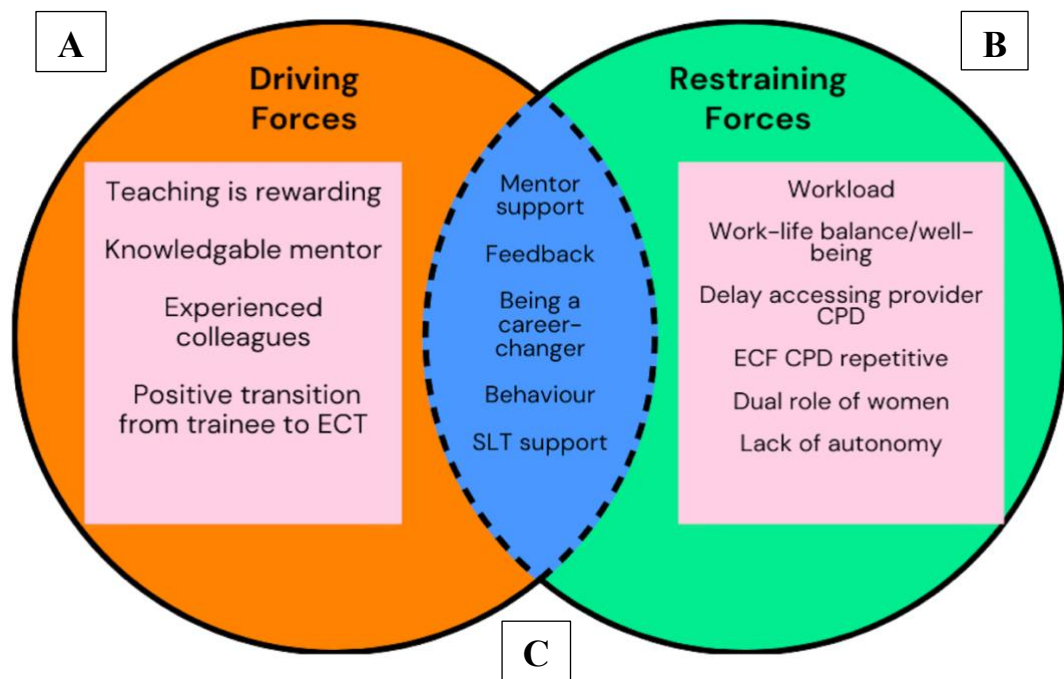 A
B
Driving
Forces
Teaching is rewarding
Knowledgable mentor
Experienced
colleagues
Positive transition
from trainee to ECT
Mentor
support
Feedback
Being a
career-
changer
Behaviour
SLT support
Restraining
Forces
Workload
Work-life balance/well-
being
Delay accessing provider
CPD
ECF CPD repetitive
Dual role of women
Lack of autonomy
C